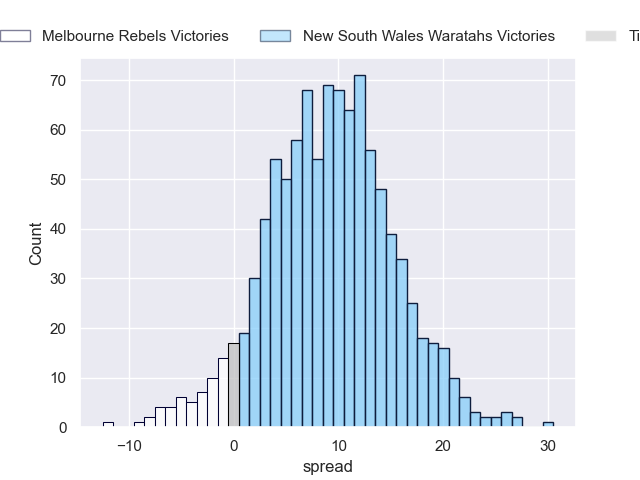 Melbourne Rebels Victories New South Wales Waratahs Victories Ti
70
60
50
40
30
20
10
0
Count
−10 0 10 20 30
spread